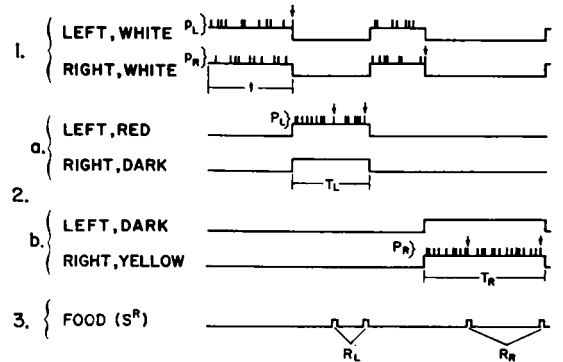 1. { LEFT, WHITE P_L}
RIGHT, WHITE P_R}
t
a. { LEFT, RED P_L}
RIGHT, DARK
T_L
2.
b. { LEFT, DARK
RIGHT, YELLOW P_R}
T_R
3. { FOOD (S^R)
R_L R_R